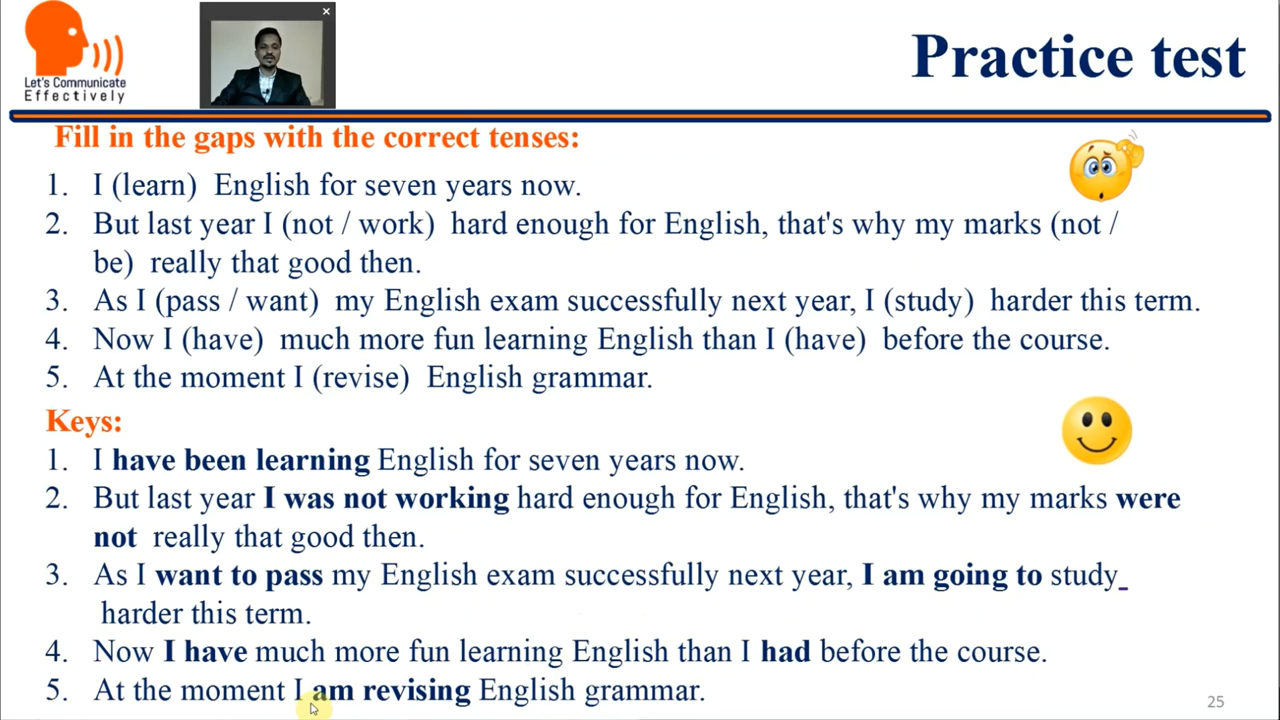 Let's Communicate
Effectively
×
Practice test
Fill in the gaps with the correct tenses:
1. I (learn) English for seven years now.
2. But last year I (not / work) hard enough for English, that's why my marks (not /
be) really that good then.
3. As I (pass / want) my English exam successfully next year, I (study) harder this term.
4. Now I (have) much more fun learning English than I (have) before the course.
5. At the moment I (revise) English grammar.
Keys:
1. I have been learning English for seven years now.
2. But last year I was not working hard enough for English, that's why my marks were
not really that good then.
3. As I want to pass my English exam successfully next year, I am going to study_
harder this term.
4. Now I have much more fun learning English than I had before the course.
5. At the moment I am revising English grammar.
25